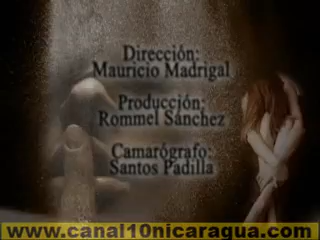 Dirección:
Mauricio Madrigal
Producción:
Rommel Sánchez
Camarógrafo:
Santos Padilla
www.canal10nicaragua.com